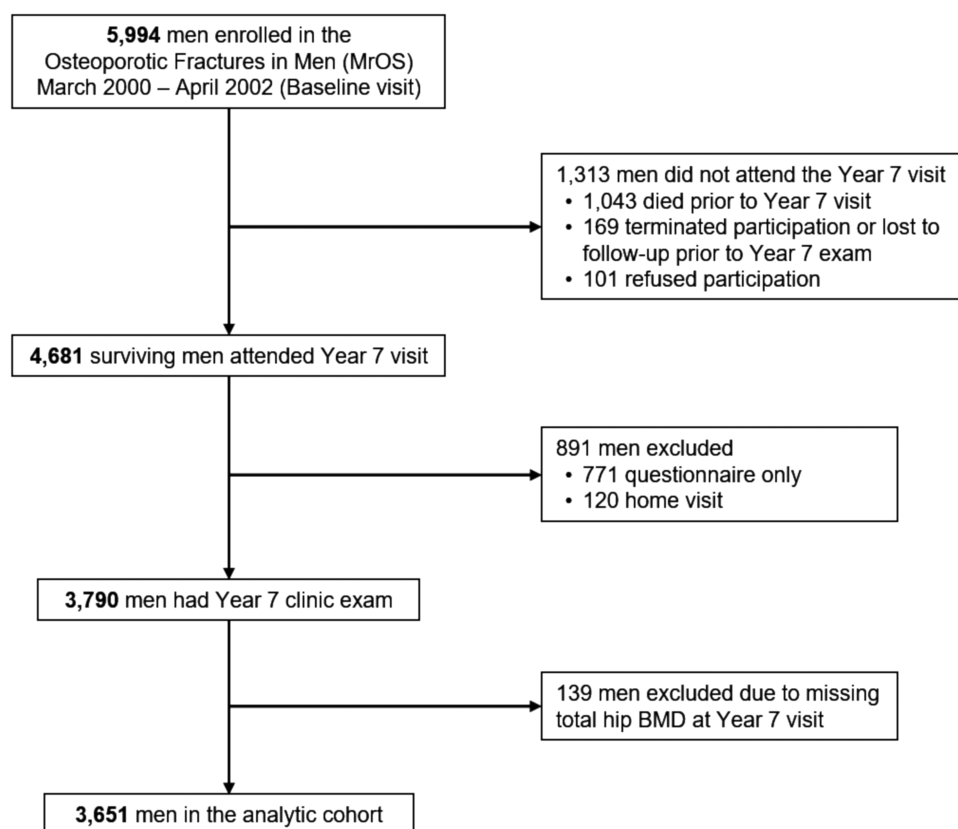 5,994 men enrolled in the
Osteoporotic Fractures in Men (MrOS)
March 2000 – April 2002 (Baseline visit)
1,313 men did not attend the Year 7 visit
• 1,043 died prior to Year 7 visit
• 169 terminated participation or lost to
follow-up prior to Year 7 exam
• 101 refused participation
4,681 surviving men attended Year 7 visit
891 men excluded
• 771 questionnaire only
• 120 home visit
3,790 men had Year 7 clinic exam
139 men excluded due to missing
total hip BMD at Year 7 visit
3,651 men in the analytic cohort